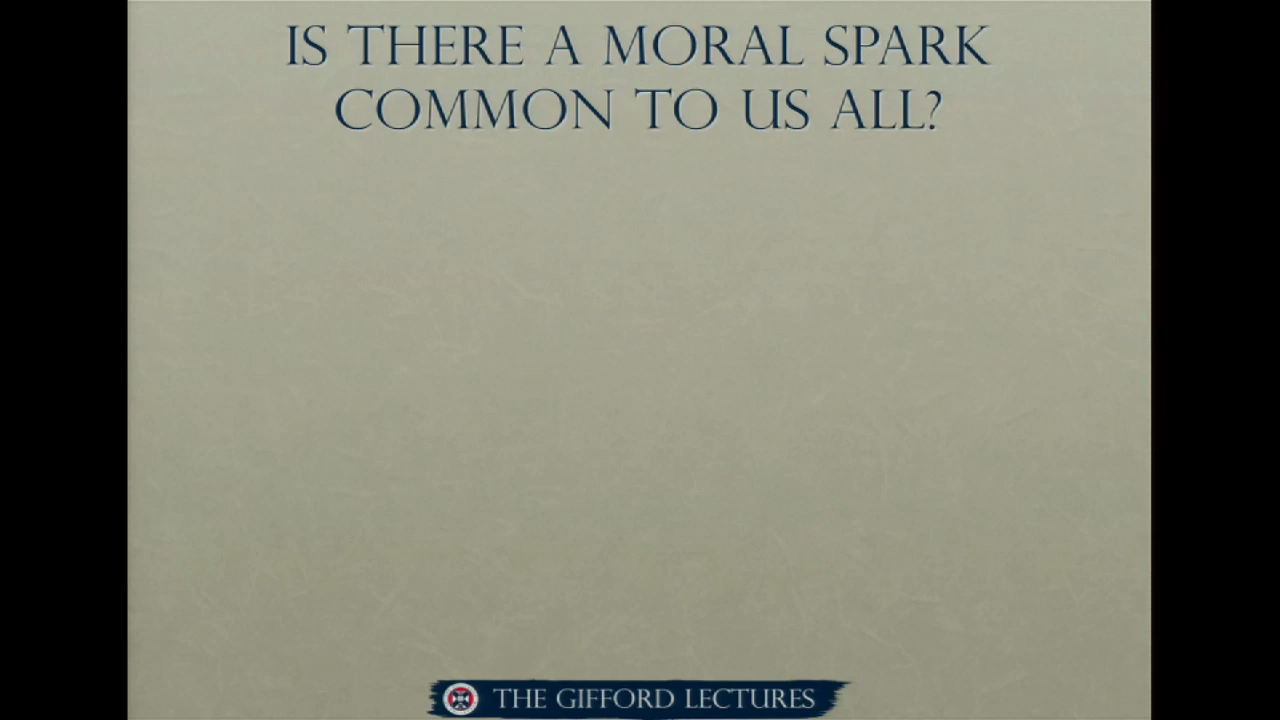 IS THERE A MORAL SPARK
COMMON TO US ALL?
THE GIFFORD LECTURES